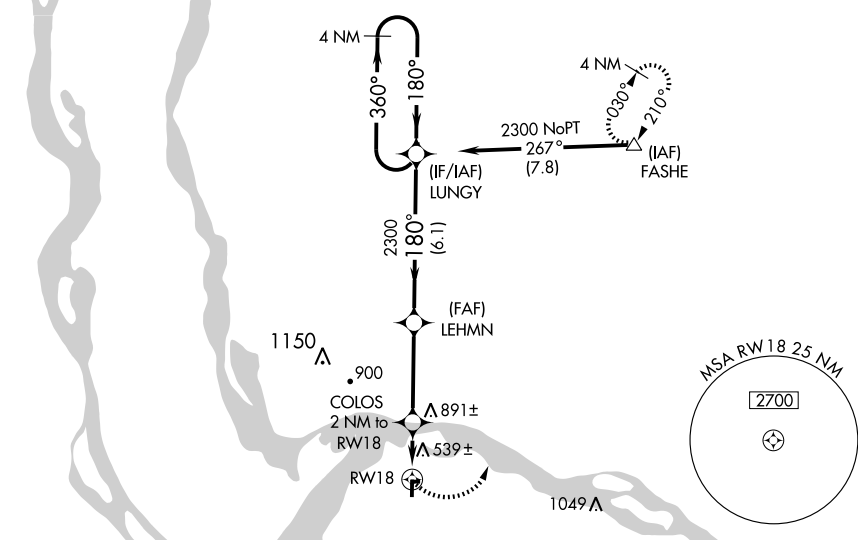 4 NM
360°
180°
4 NM
030°
210°
2300 NoPT
267°
(7.8)
(IAF)
FASHE
(IF/IAF)
LUNGY
2300
180°
(6.1)
(FAF)
LEHMN
1150
900
COLOS
2 NM to
RW18
891±
539±
RW18
1049
MSA RW18 25 NM
2700